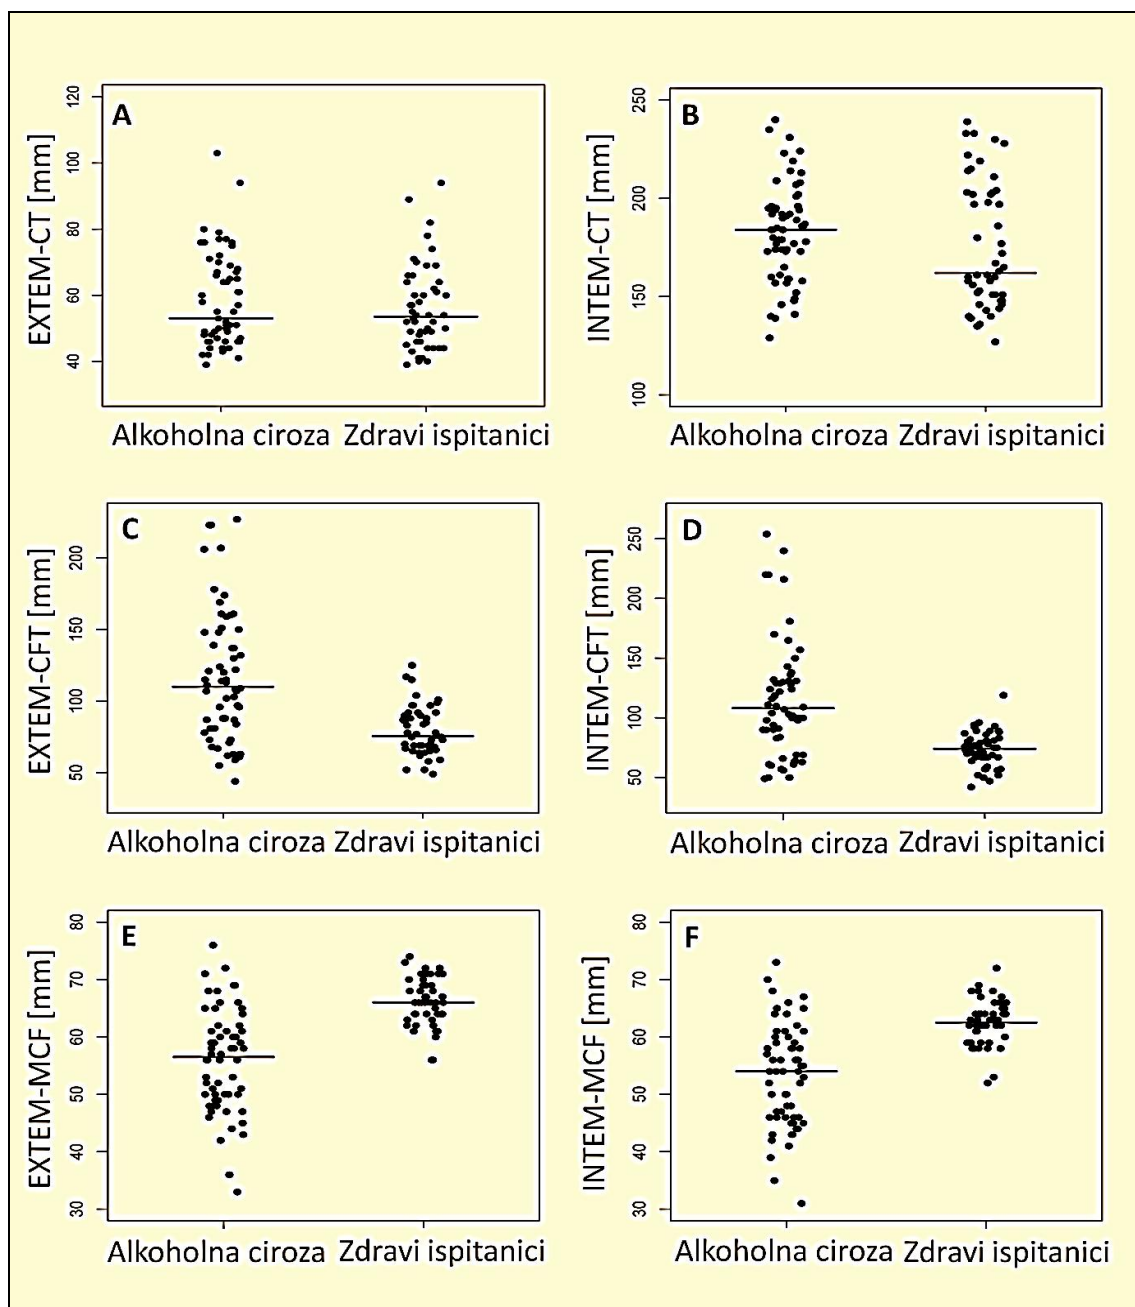 A
EXTEM-CT [mm]
120
100
80
60
40
Alkoholna ciroza Zdravi ispitanici
B
INTEM-CT [mm]
250
200
150
100
Alkoholna ciroza Zdravi ispitanici
C
EXTEM-CFT [mm]
200
150
100
50
Alkoholna ciroza Zdravi ispitanici
D
INTEM-CFT [mm]
250
200
150
100
50
Alkoholna ciroza Zdravi ispitanici
E
EXTEM-MCF [mm]
80
70
60
50
40
30
Alkoholna ciroza Zdravi ispitanici
F
INTEM-MCF [mm]
80
70
60
50
40
30
Alkoholna ciroza Zdravi ispitanici